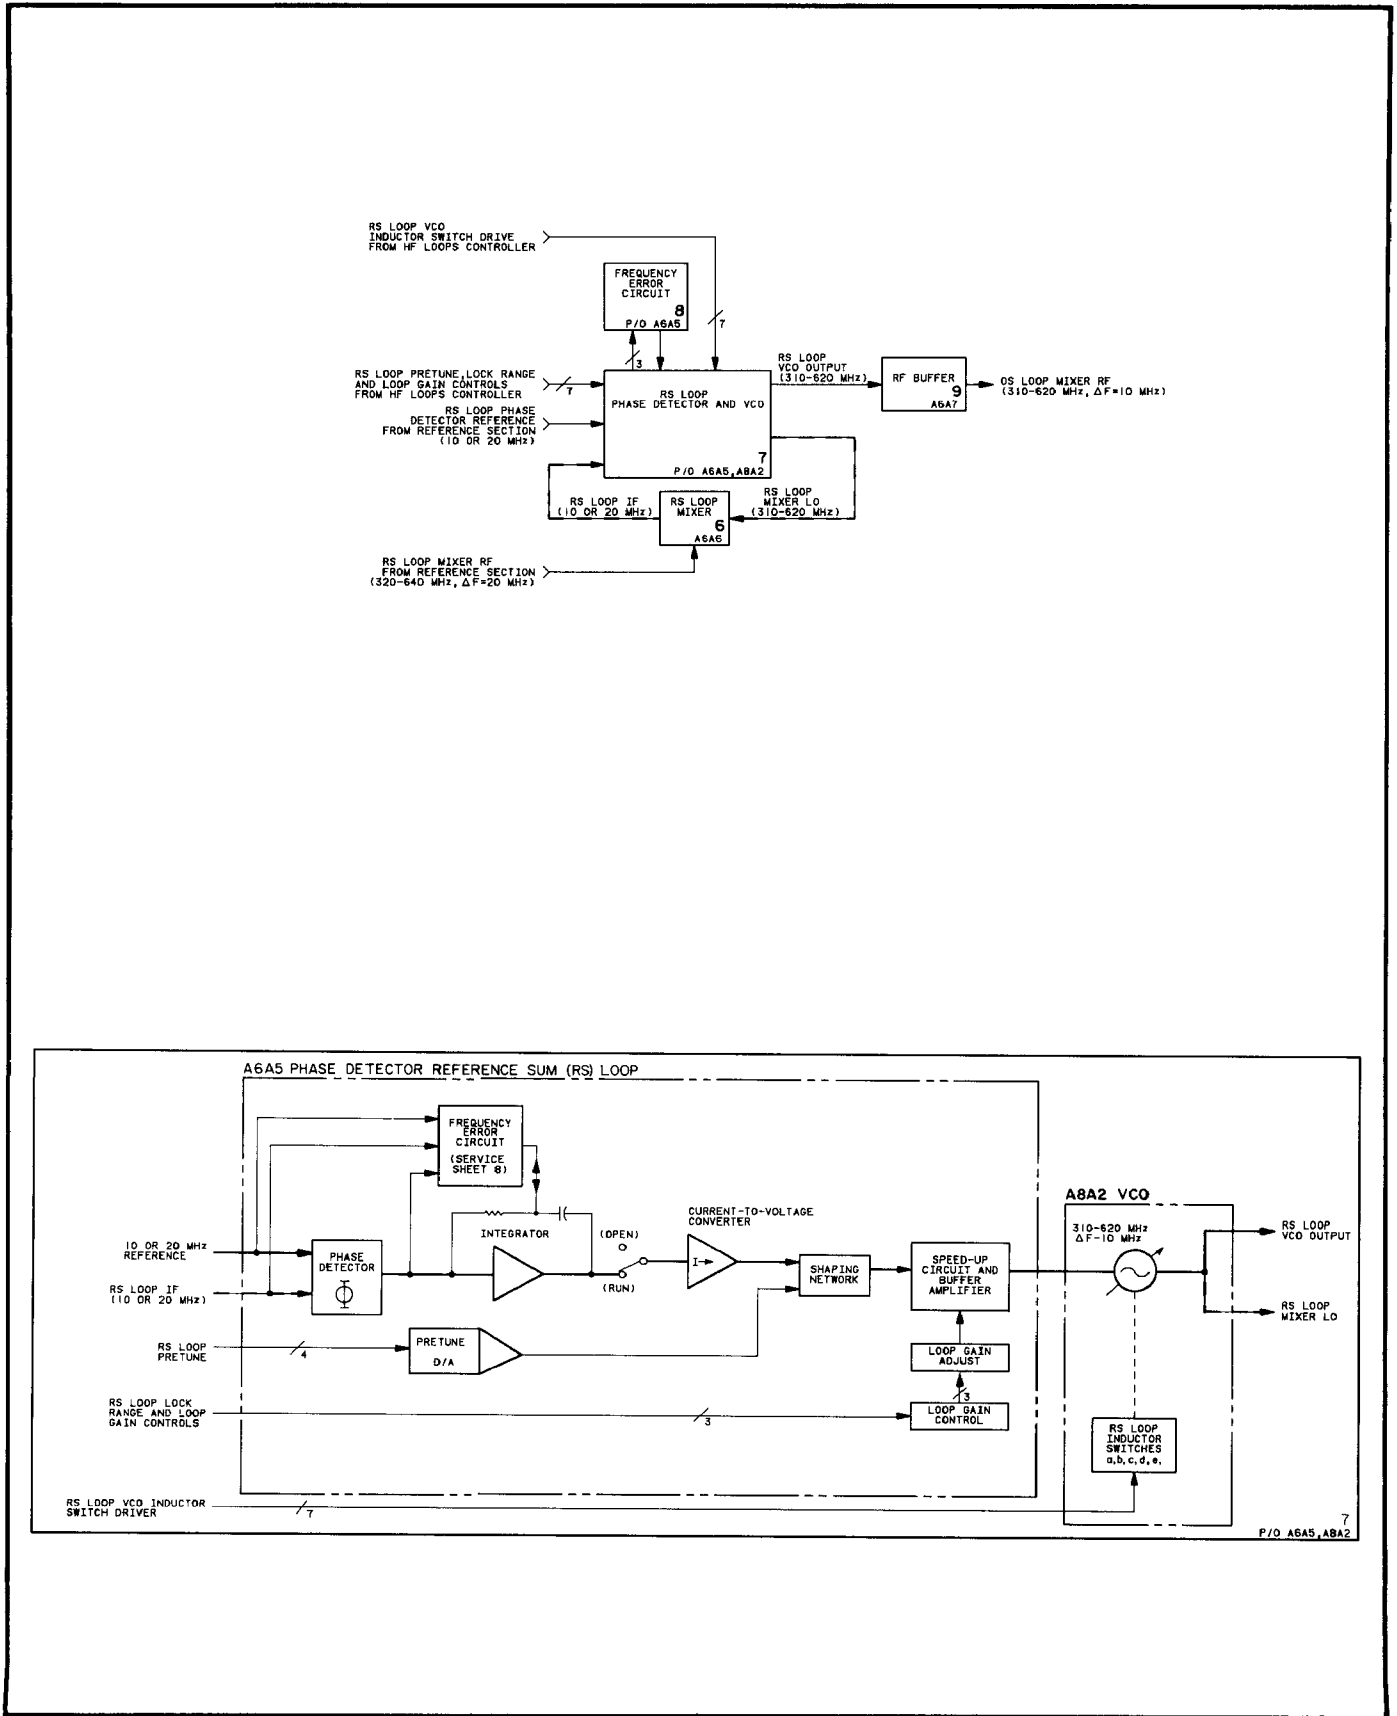 RS LOOP VCO
INDUCTOR SWITCH DRIVE
FROM HF LOOPS CONTROLLER
FREQUENCY
ERROR
CIRCUIT
8
P/O A6A5
7
3
RS LOOP PRETUNE, LOCK RANGE
AND LOOP GAIN CONTROLS
FROM HF LOOPS CONTROLLER
7
RS LOOP PHASE
DETECTOR REFERENCE
FROM REFERENCE SECTION
(10 OR 20 MHz)
RS LOOP
PHASE DETECTOR AND VCO
7
P/O A6A5,A8A2
RS LOOP
VCO OUTPUT
(310-620 MHz)
RF BUFFER
9
A6A7
OS LOOP MIXER RF
(310-620 MHz, ΔF=10 MHz)
RS LOOP IF
(10 OR 20 MHz)
RS LOOP
MIXER
6
A6A6
RS LOOP
MIXER LO
(310-620 MHz)
RS LOOP MIXER RF
FROM REFERENCE SECTION
(320-640 MHz, ΔF=20 MHz)
A6A5 PHASE DETECTOR REFERENCE SUM (RS) LOOP
FREQUENCY
ERROR
CIRCUIT
(SERVICE
SHEET 8)
10 OR 20 MHz
REFERENCE
RS LOOP IF
(10 OR 20 MHz)
PHASE
DETECTOR
Φ
INTEGRATOR
(OPEN)
(RUN)
CURRENT-TO-VOLTAGE
CONVERTER
I→
SHAPING
NETWORK
SPEED-UP
CIRCUIT AND
BUFFER
AMPLIFIER
A8A2 VCO
310-620 MHz
ΔF-10 MHz
RS LOOP
VCO OUTPUT
RS LOOP
MIXER LO
RS LOOP
PRETUNE
4
PRETUNE
D/A
LOOP GAIN
ADJUST
3
RS LOOP LOCK
RANGE AND LOOP
GAIN CONTROLS
3
LOOP GAIN
CONTROL
RS LOOP
INDUCTOR
SWITCHES
a,b,c,d,e,
RS LOOP VCO INDUCTOR
SWITCH DRIVER
7
7
P/O A6A5,A8A2